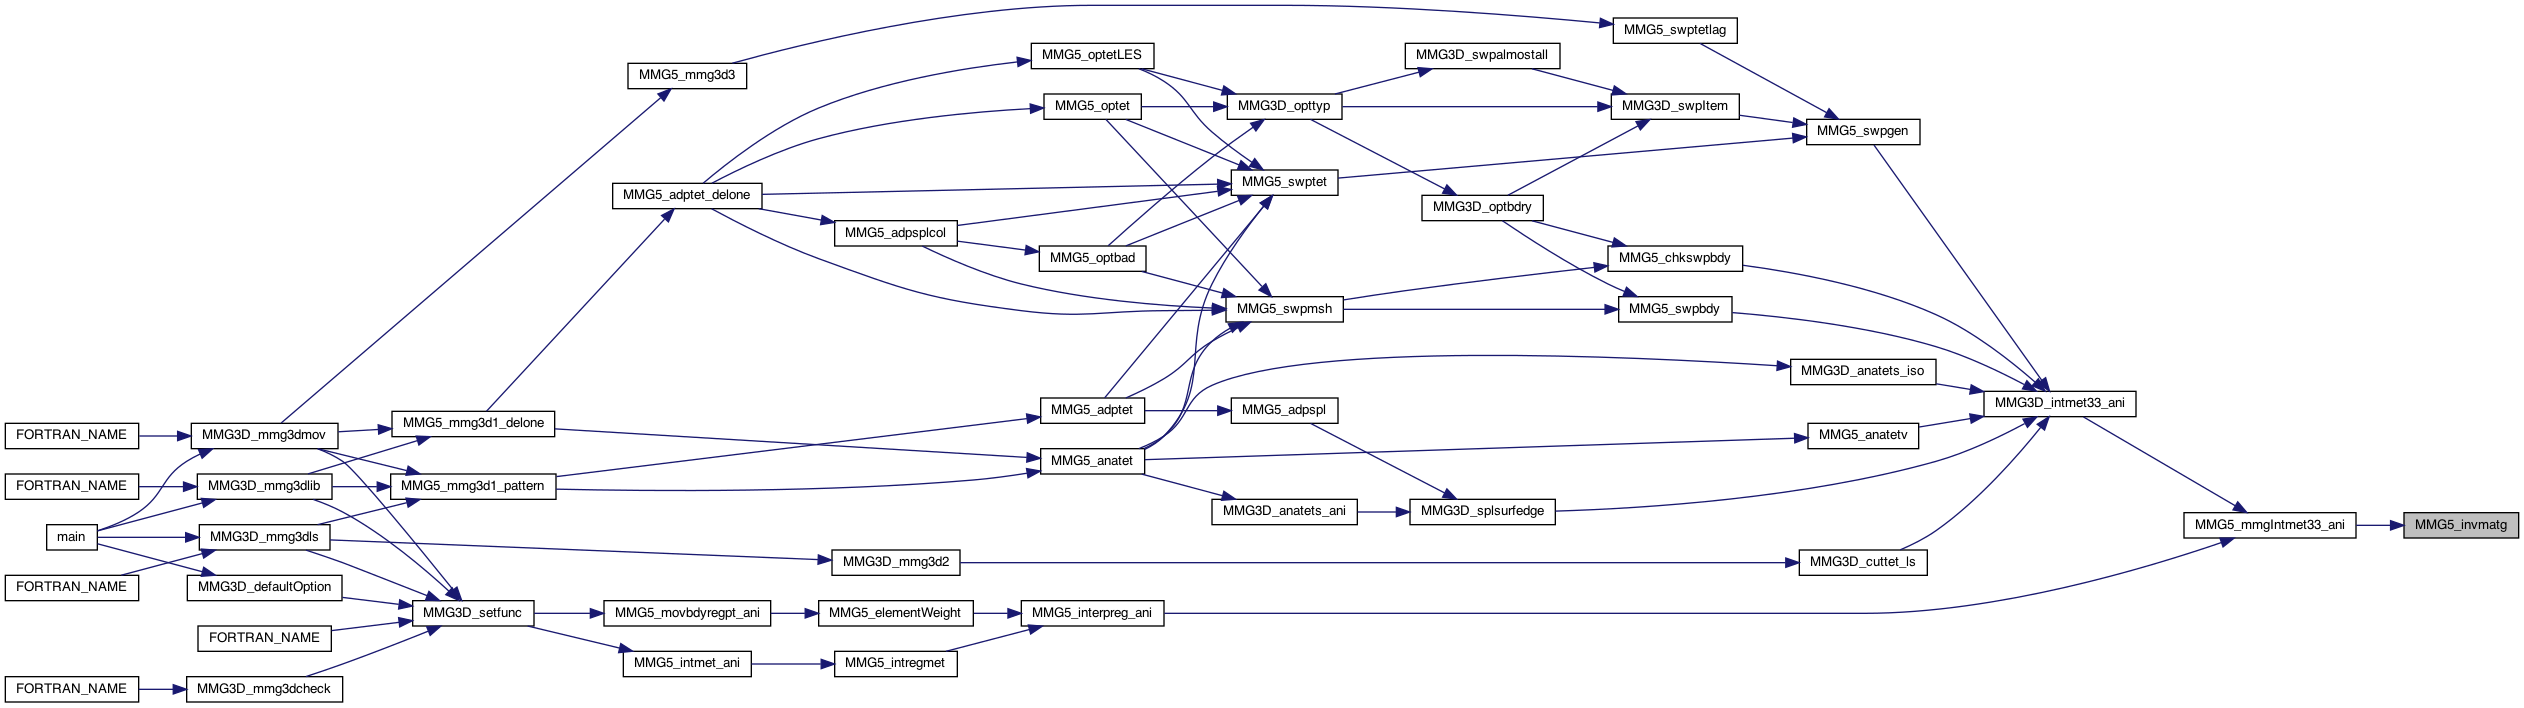 MMG5_swptetlag
MMG5_optetLES
MMG3D_swpalmostall
MMG5_mmg3d3
MMG5_optet
MMG3D_opttyp
MMG3D_swpItem
MMG5_swpgen
MMG5_swptet
MMG5_adptet_delone
MMG3D_optbdry
MMG5_adpsplcol
MMG5_optbad
MMG5_chkswpbdy
MMG5_swpmsh
MMG5_swpbdy
MMG3D_anatets_iso
MMG3D_intmet33_ani
MMG5_adptet
MMG5_adpspl
MMG5_mmg3d1_delone
FORTRAN_NAME
MMG3D_mmg3dmov
MMG5_anatetv
MMG5_anatet
FORTRAN_NAME
MMG3D_mmg3dlib
MMG5_mmg3d1_pattern
MMG3D_anatets_ani
MMG3D_splsurfedge
MMG5_mmgIntmet33_ani
MMG5_invmatg
main
MMG3D_mmg3dls
MMG3D_mmg3d2
MMG3D_cuttet_ls
FORTRAN_NAME
MMG3D_defaultOption
MMG3D_setfunc
MMG5_movbdyregpt_ani
MMG5_elementWeight
MMG5_interpreg_ani
FORTRAN_NAME
MMG5_intmet_ani
MMG5_intregmet
FORTRAN_NAME
MMG3D_mmg3dcheck